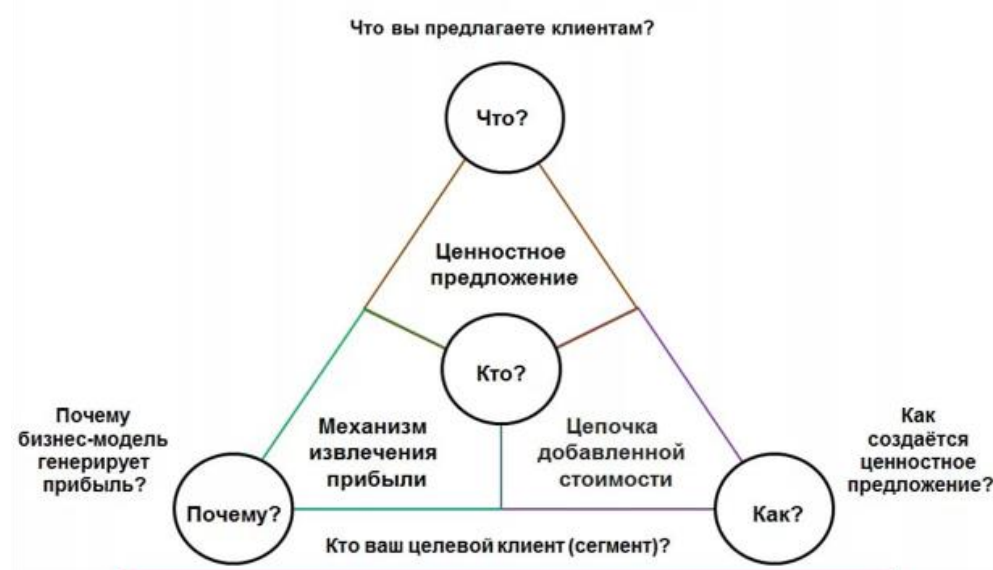 Что вы предлагаете клиентам?
Что?
Ценностное
предложение
Кто?
Механизм
извлечения
прибыли
Цепочка
добавленной
стоимости
Почему
бизнес-модель
генерирует
прибыль?
Как
создаётся
ценностное
предложение?
Почему?
Как?
Кто ваш целевой клиент (сегмент)?